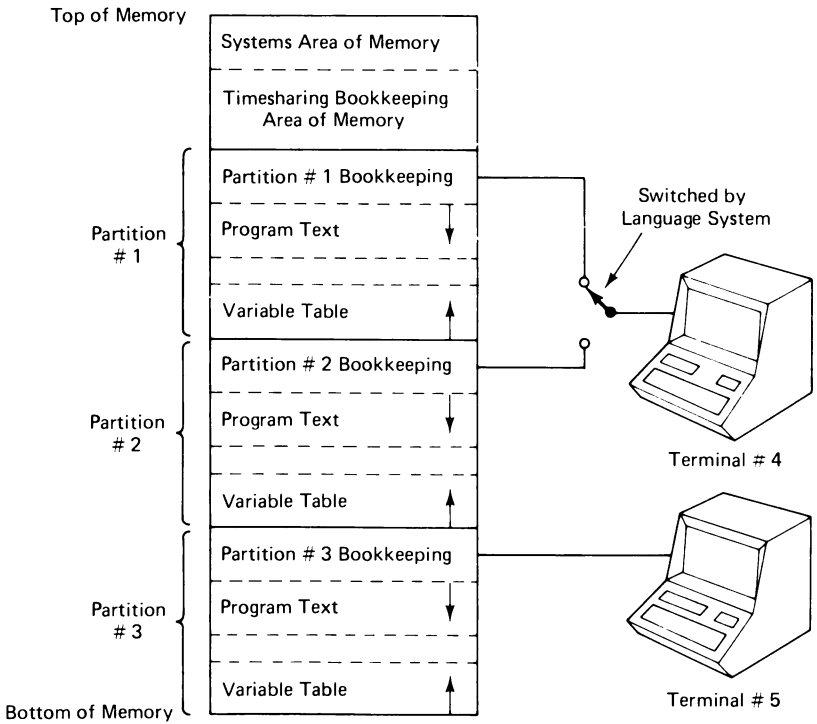 Top of Memory
Systems Area of Memory
Timesharing Bookkeeping
Area of Memory
Partition # 1 Bookkeeping
Program Text
Variable Table
Partition
# 1
Switched by
Language System
Partition # 2 Bookkeeping
Program Text
Variable Table
Partition
# 2
Terminal # 4
Partition # 3 Bookkeeping
Program Text
Variable Table
Partition
# 3
Terminal # 5
Bottom of Memory